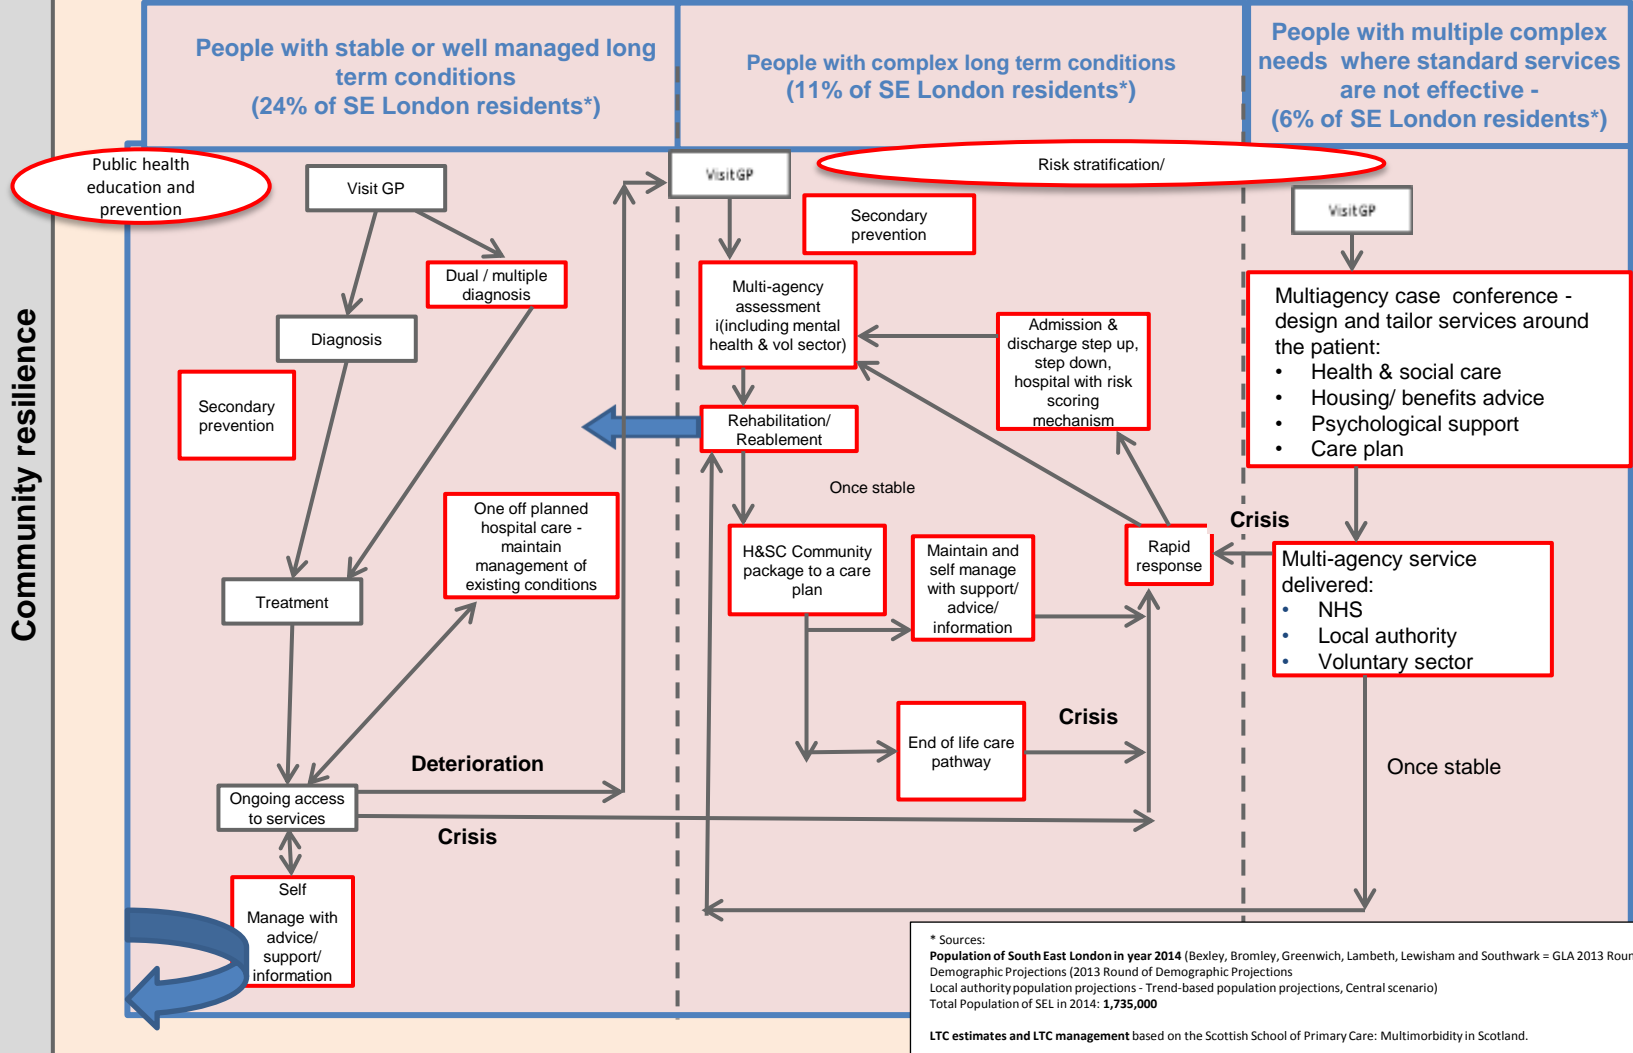 Community resilience
People with stable or well managed long
term conditions
(24% of SE London residents*)
People with complex long term conditions
(11% of SE London residents*)
People with multiple complex
needs where standard services
are not effective -
(6% of SE London residents*)
Public health
education and
prevention
Visit GP
Dual / multiple
diagnosis
Diagnosis
Secondary
prevention
One off planned
hospital care -
maintain
management of
existing conditions
Treatment
Deterioration
Ongoing access
to services
Crisis
Self
Manage with
advice/
support/
information
Visit GP
Risk stratification/
Secondary
prevention
Multi-agency
assessment
i(including mental
health & vol sector)
Admission &
discharge step up,
step down,
hospital with risk
scoring
mechanism
Rehabilitation/
Reablement
Once stable
H&SC Community
package to a care
plan
Maintain and
self manage
with support/
advice/
information
Rapid
response
Crisis
End of life care
pathway
Crisis
Visit GP
Multiagency case conference -
design and tailor services around
the patient:
• Health & social care
• Housing/ benefits advice
• Psychological support
• Care plan
Multi-agency service
delivered:
• NHS
• Local authority
• Voluntary sector
Once stable
* Sources:
Population of South East London in year 2014 (Bexley, Bromley, Greenwich, Lambeth, Lewisham and Southwark = GLA 2013 Roun
Demographic Projections (2013 Round of Demographic Projections
Local authority population projections - Trend-based population projections, Central scenario)
Total Population of SEL in 2014: 1,735,000
LTC estimates and LTC management based on the Scottish School of Primary Care: Multimorbidity in Scotland.